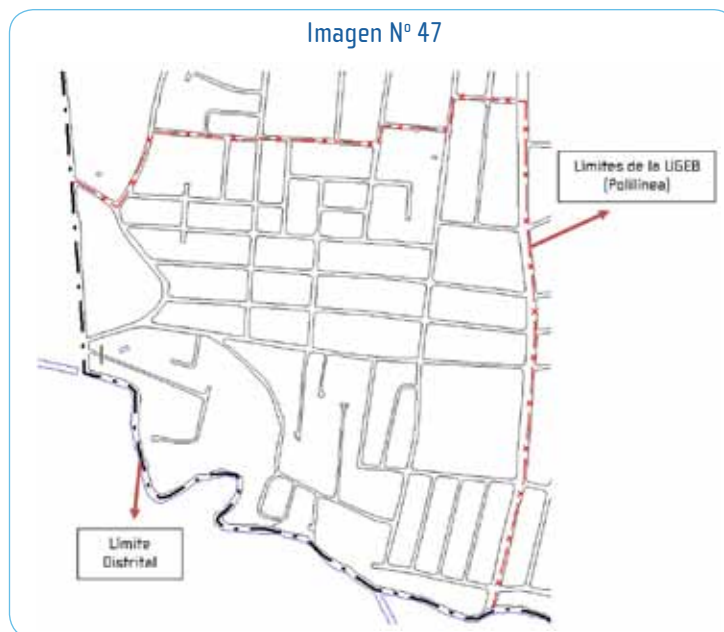 Imagen Nº 47
Límites de la UGEB
(Polilínea)
Límite
Distrital